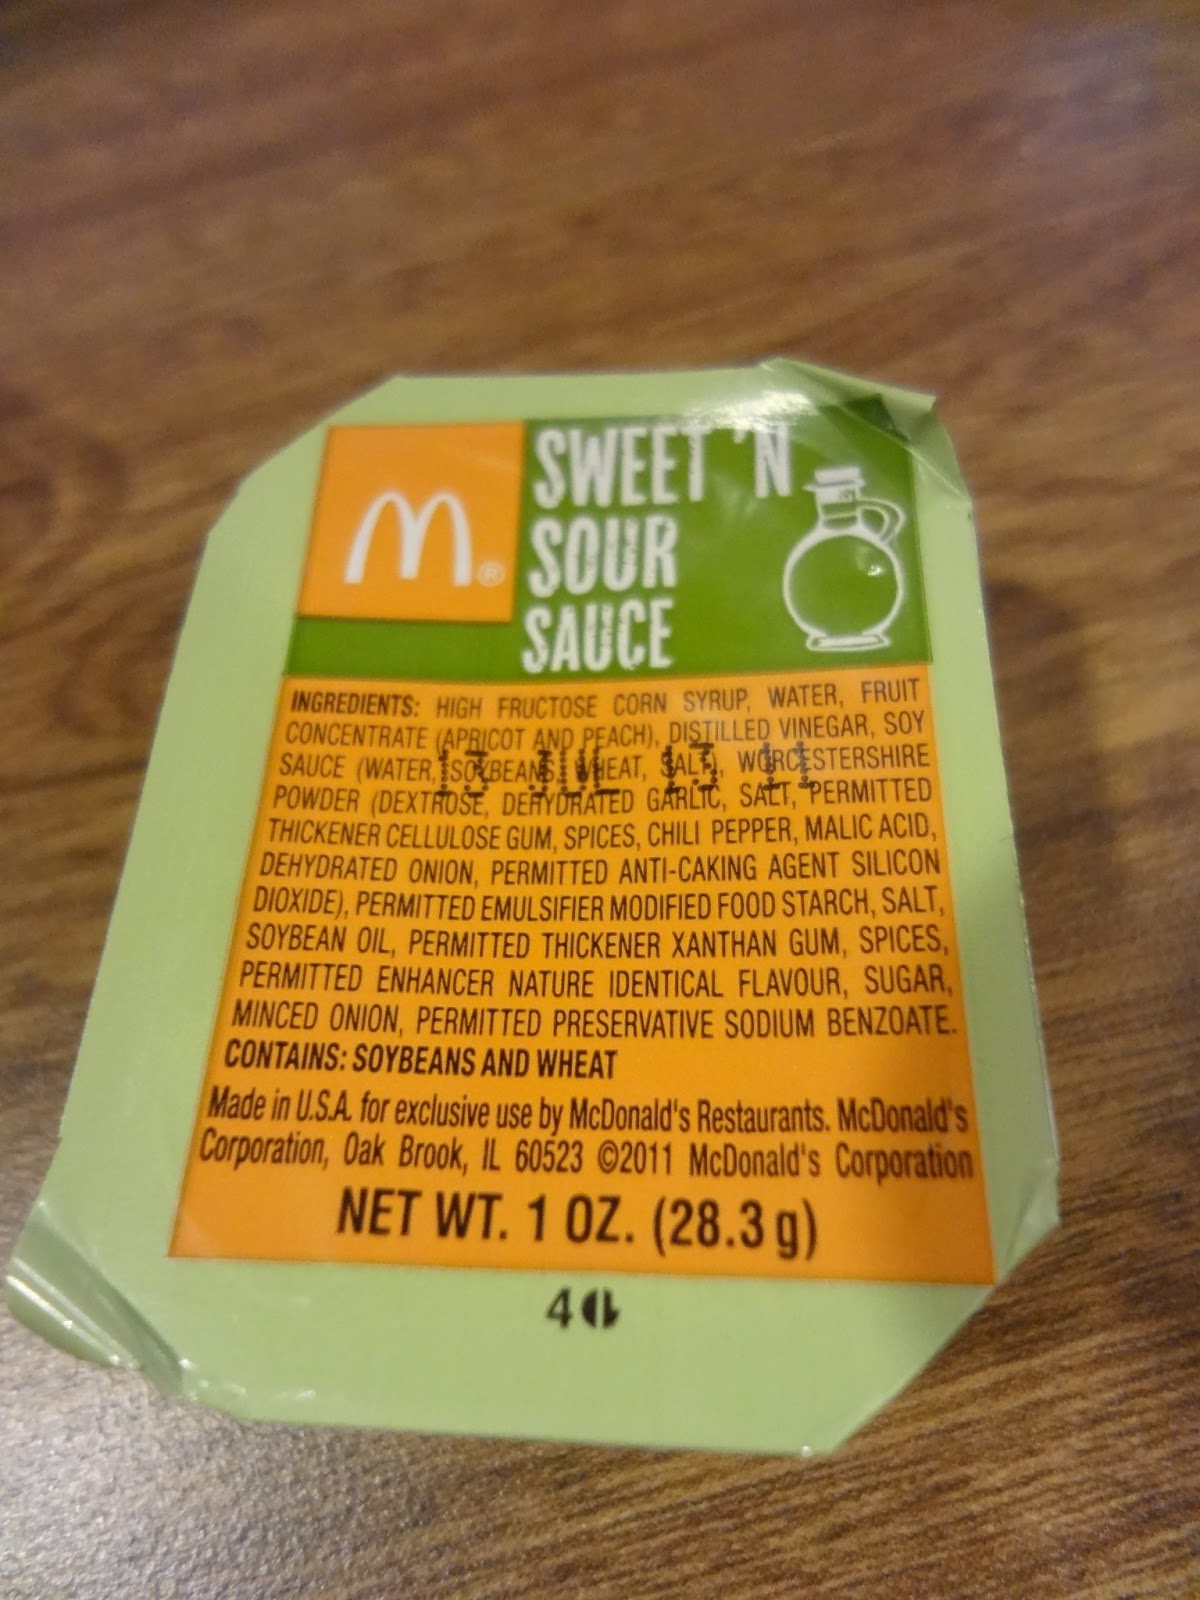 SWEET 'N
SOUR
SAUCE
M®
INGREDIENTS: HIGH FRUCTOSE CORN SYRUP, WATER, FRUIT
CONCENTRATE (APRICOT AND PEACH), DISTILLED VINEGAR, SOY
SAUCE (WATER, SOYBEANS, WHEAT, SALT), WORCESTERSHIRE
POWDER (DEXTROSE, DEHYDRATED GARLIC, SALT, PERMITTED
THICKENER CELLULOSE GUM, SPICES, CHILI PEPPER, MALIC ACID,
DEHYDRATED ONION, PERMITTED ANTI-CAKING AGENT SILICON
DIOXIDE), PERMITTED EMULSIFIER MODIFIED FOOD STARCH, SALT,
SOYBEAN OIL, PERMITTED THICKENER XANTHAN GUM, SPICES,
PERMITTED ENHANCER NATURE IDENTICAL FLAVOUR, SUGAR,
MINCED ONION, PERMITTED PRESERVATIVE SODIUM BENZOATE.
CONTAINS: SOYBEANS AND WHEAT
Made in U.S.A. for exclusive use by McDonald's Restaurants. McDonald's
Corporation, Oak Brook, IL 60523 ©2011 McDonald's Corporation
NET WT. 1 OZ. (28.3 g)
4